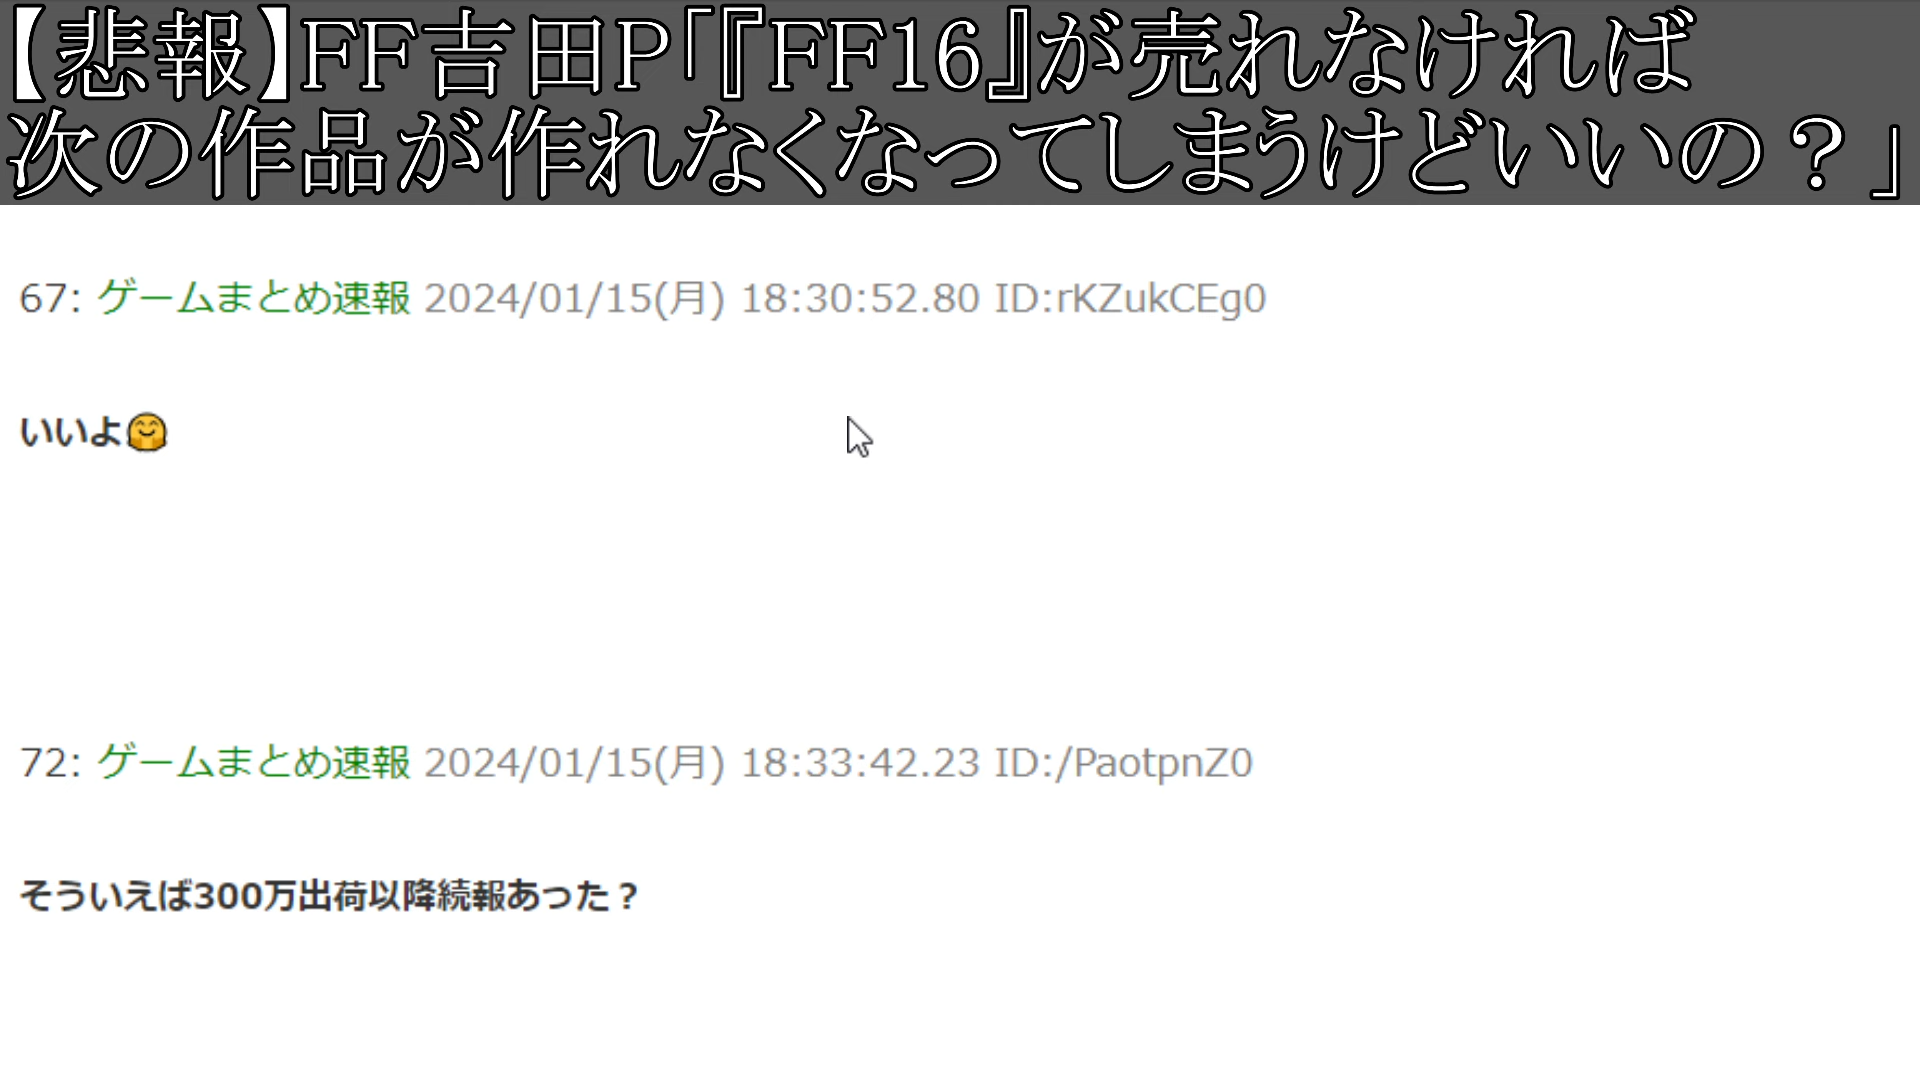 【悲報】FF吉田P「『FF16』が売れなければ
次の作品が作れなくなってしまうけどいいの？」
67: ゲームまとめ速報 2024/01/15(月) 18:30:52.80 ID:rKZukCEg0
いいよ🤗
72: ゲームまとめ速報 2024/01/15(月) 18:33:42.23 ID:/PaotpnZ0
そういえば300万出荷以降続報あった？